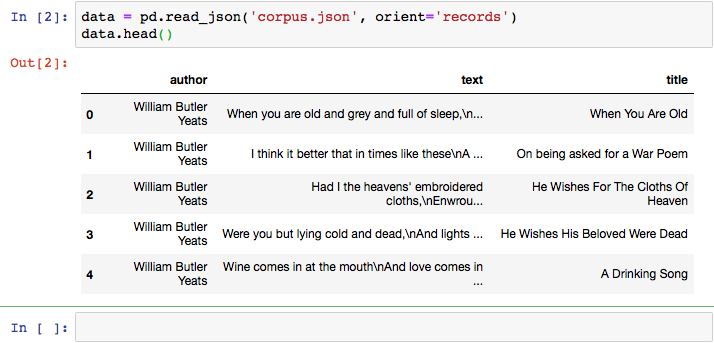 In [2]: data = pd.read_json('corpus.json', orient='records')
data.head()
Out[2]:
author text title
0 William Butler Yeats When you are old and grey and full of sleep,\n... When You Are Old
1 William Butler Yeats I think it better that in times like these\nA ... On being asked for a War Poem
2 William Butler Yeats Had I the heavens' embroidered cloths,\nEnwrou... He Wishes For The Cloths Of Heaven
3 William Butler Yeats Were you but lying cold and dead,\nAnd lights ... He Wishes His Beloved Were Dead
4 William Butler Yeats Wine comes in at the mouth\nAnd love comes in ... A Drinking Song
In [ ]: